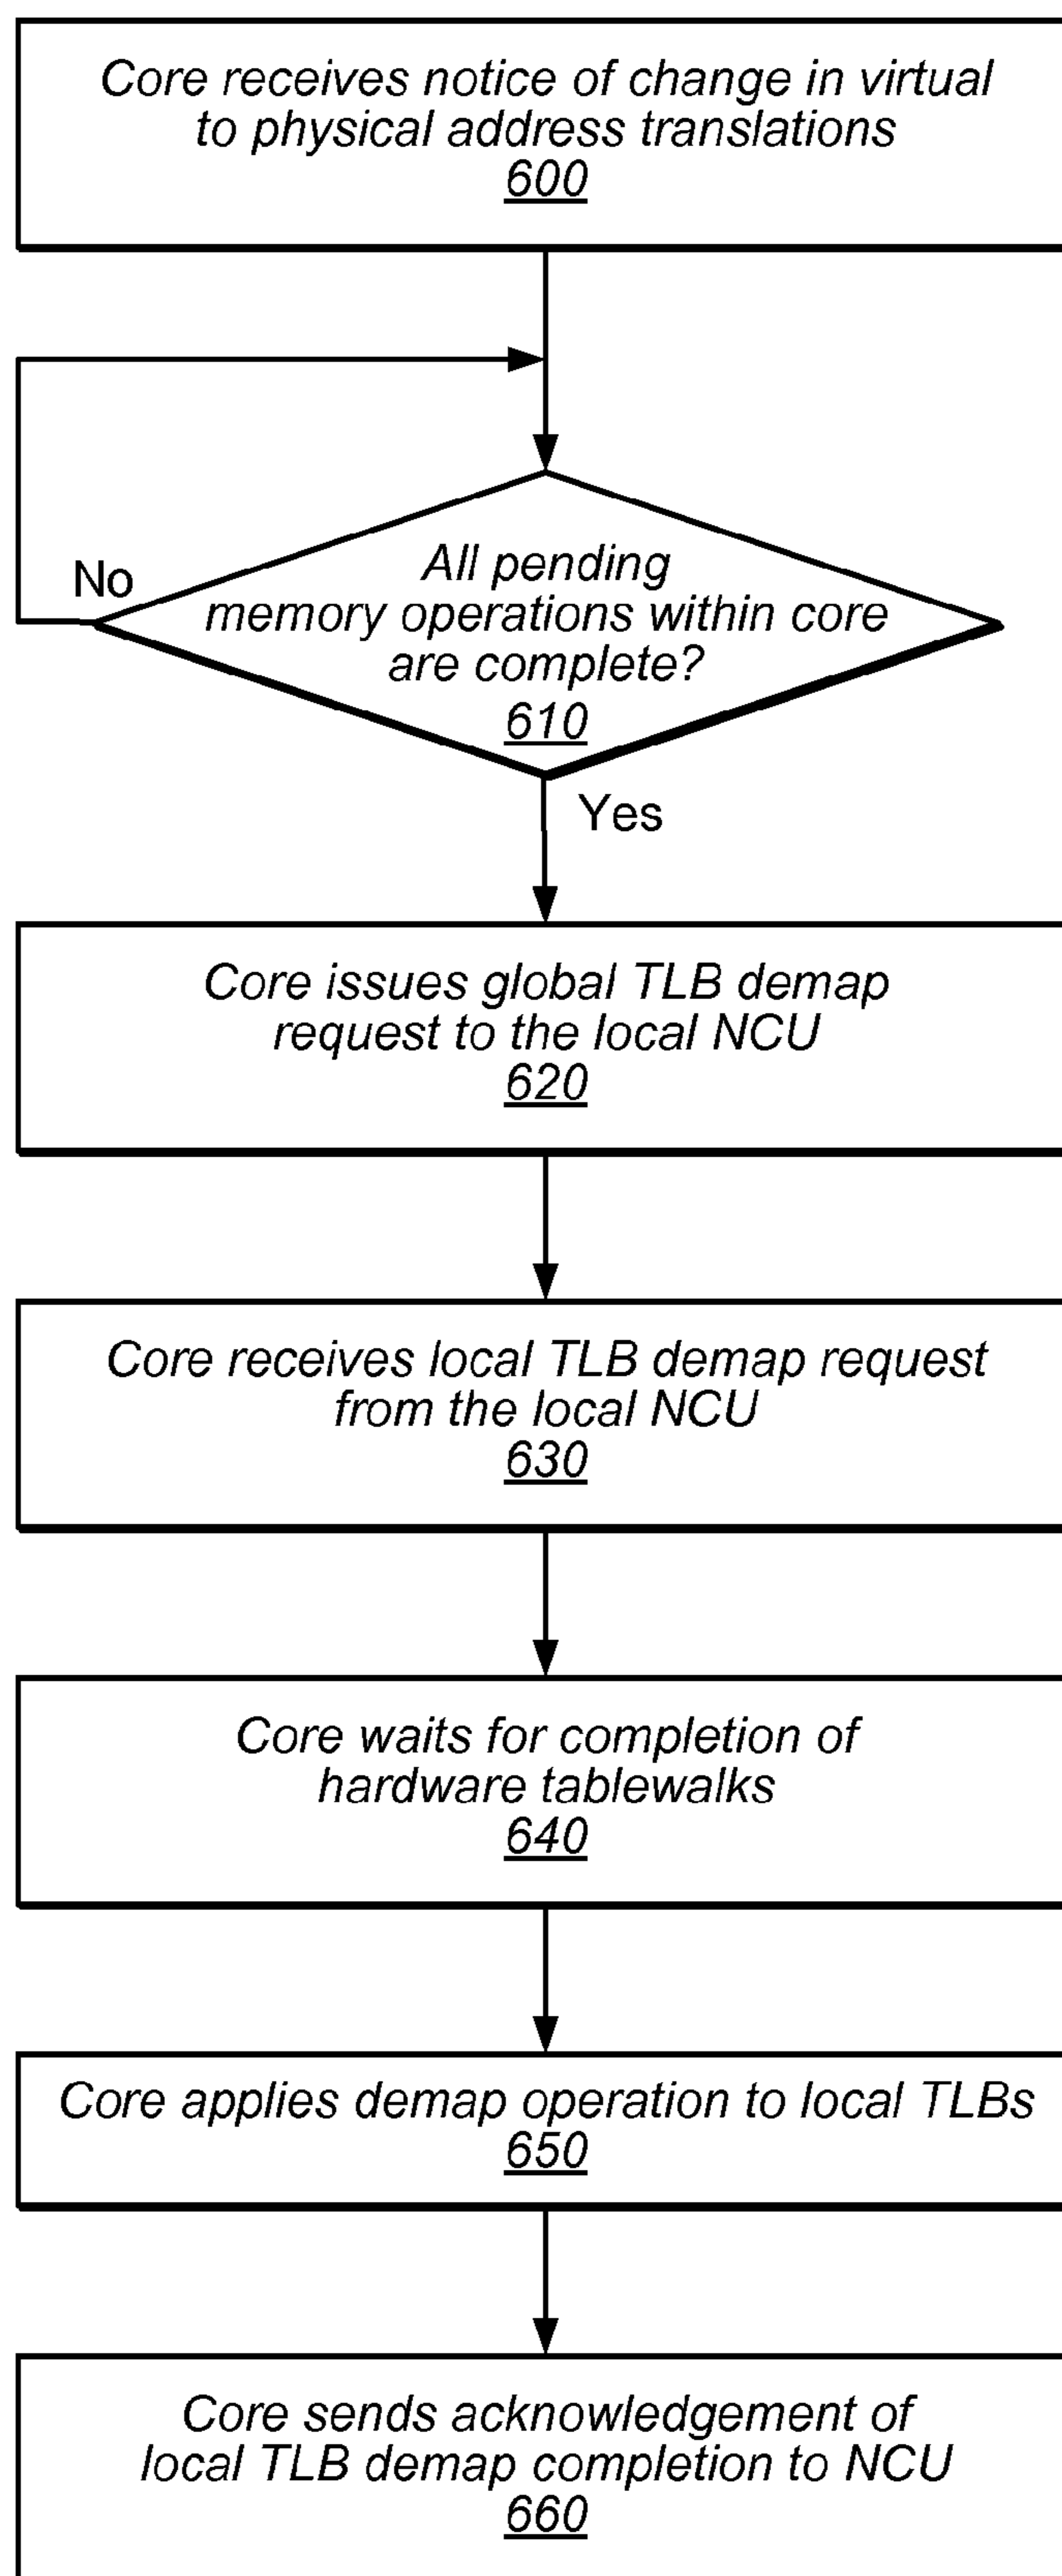 Core receives notice of change in virtual
to physical address translations
600
All pending
No
memory operations within core
are complete?
610
Yes
Core issues global TLB demap
request to the local NCU
620
Core receives local TLB demap request
from the local NCU
630
Core waits for completion of
hardware tablewalks
640
Core applies demap operation to local TLBs
650
Core sends acknowledgement of
local TLB demap completion to NCU
660